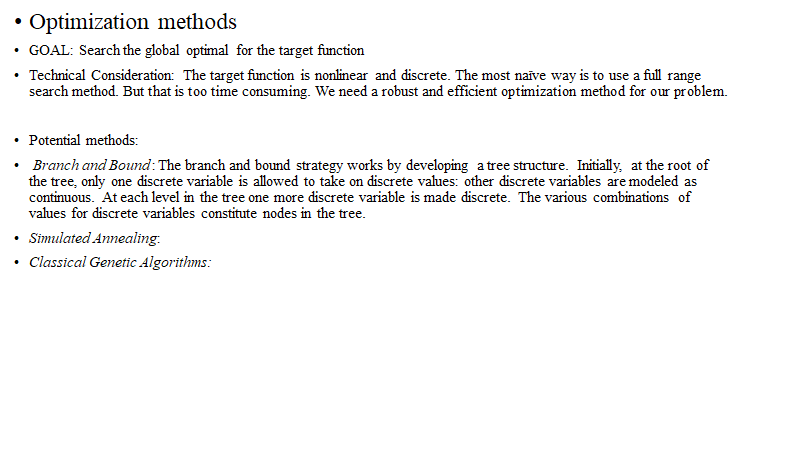 • Optimization methods
• GOAL: Search the global optimal for the target function
• Technical Consideration: The target function is nonlinear and discrete. The most naïve way is to use a full range
search method. But that is too time consuming. We need a robust and efficient optimization method for our problem.
• Potential methods:
• Branch and Bound: The branch and bound strategy works by developing a tree structure. Initially, at the root of
the tree, only one discrete variable is allowed to take on discrete values: other discrete variables are modeled as
continuous. At each level in the tree one more discrete variable is made discrete. The various combinations of
values for discrete variables constitute nodes in the tree.
• Simulated Annealing:
• Classical Genetic Algorithms: